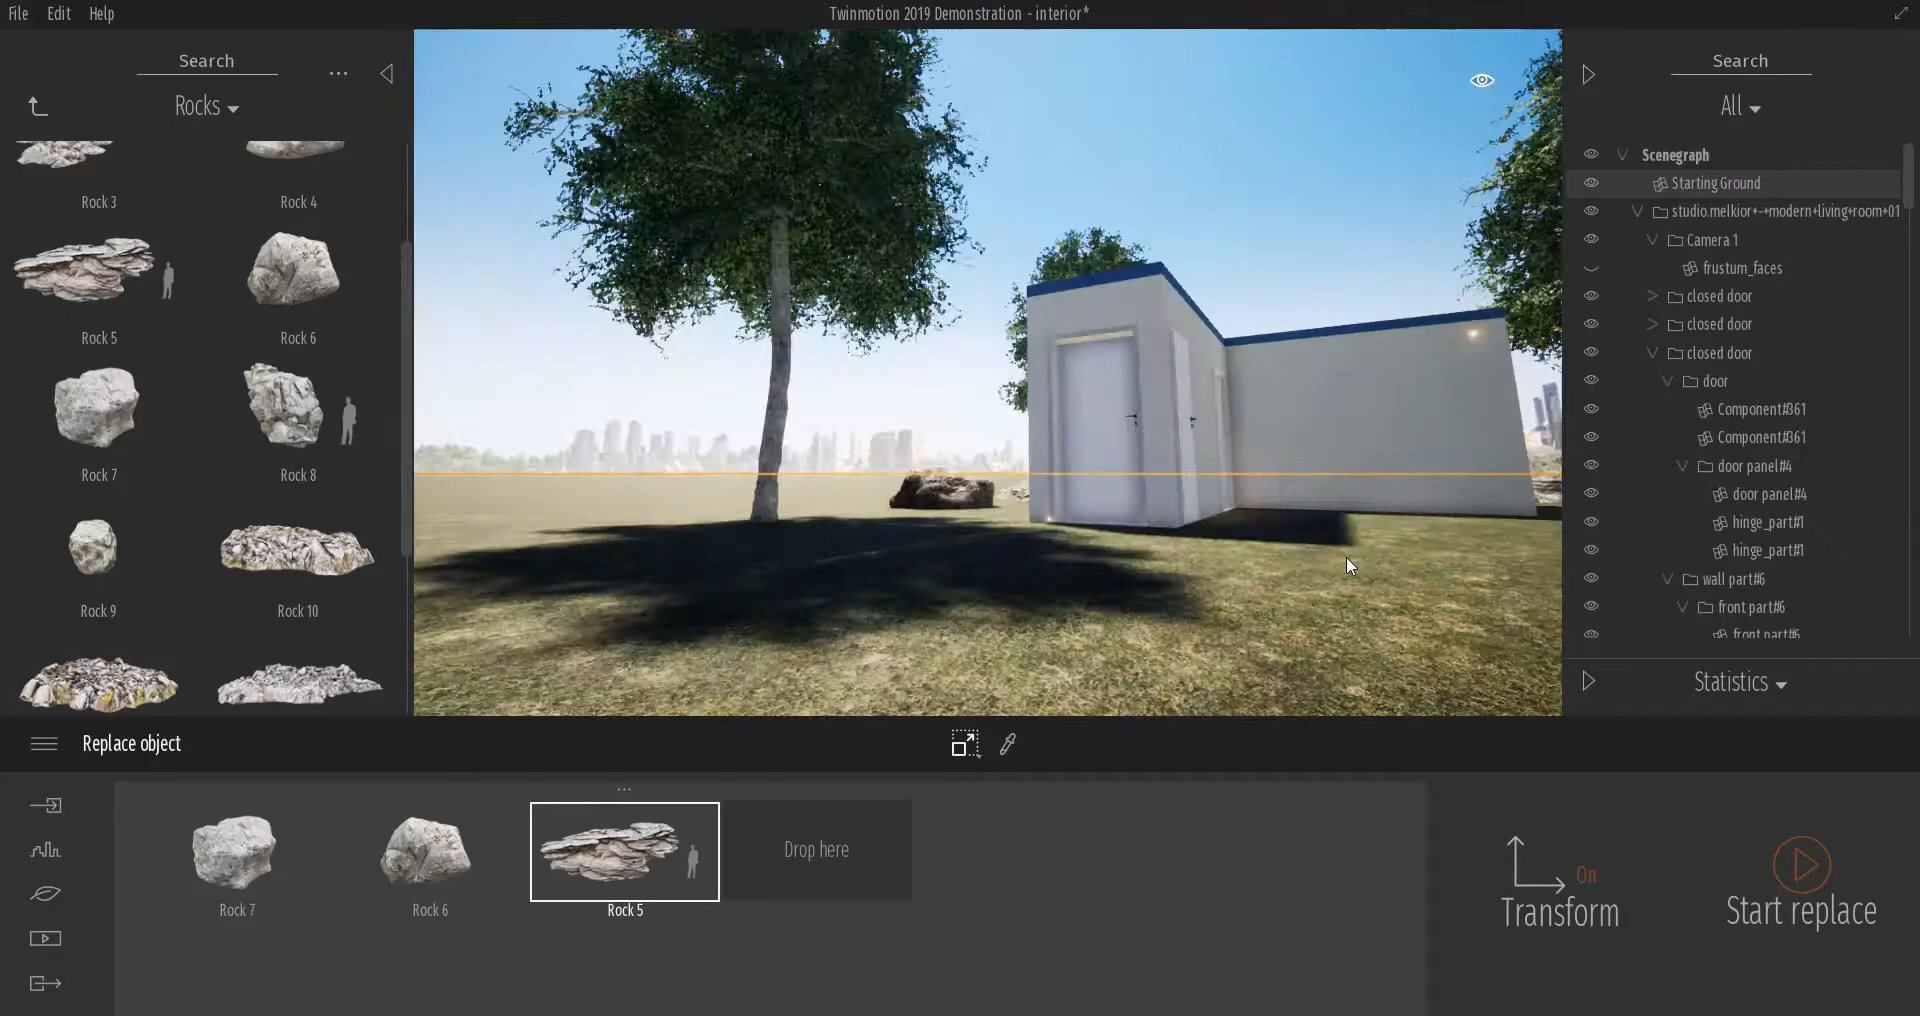 File Edit Help
Twinmotion 2019 Demonstration - interior*
Search
Rocks
Rock 3
Rock 4
Rock 5
Rock 6
Rock 7
Rock 8
Rock 9
Rock 10
Search
All
Scenegraph
Starting Ground
studio.melkior+-+modern+living+room+01
Camera 1
frustum_faces
closed door
closed door
closed door
door
Component#361
Component#361
door panel#4
door panel#4
hinge_part#1
hinge_part#1
wall part#6
front part#6
front part#6
Statistics
Replace object
Rock 7
Rock 6
Rock 5
Drop here
On
Transform
Start replace